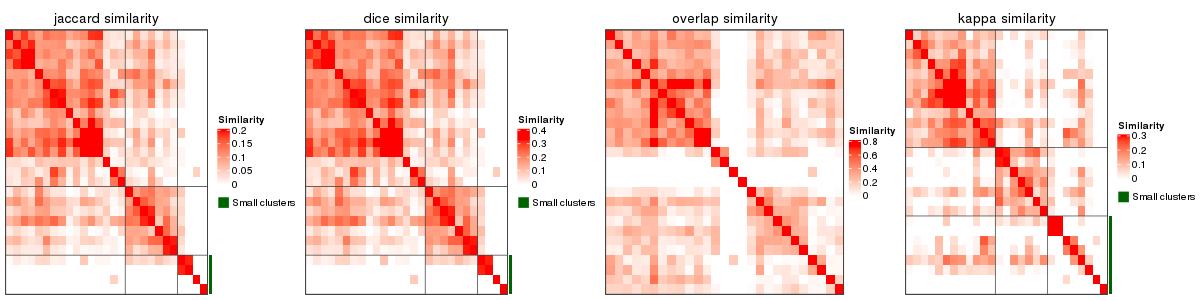 jaccard similarity
Similarity
0.2
0.15
0.1
0.05
0
Small clusters
dice similarity
Similarity
0.4
0.3
0.2
0.1
0
Small clusters
overlap similarity
Similarity
0.8
0.6
0.4
0.2
0
kappa similarity
Similarity
0.3
0.2
0.1
0
Small clusters